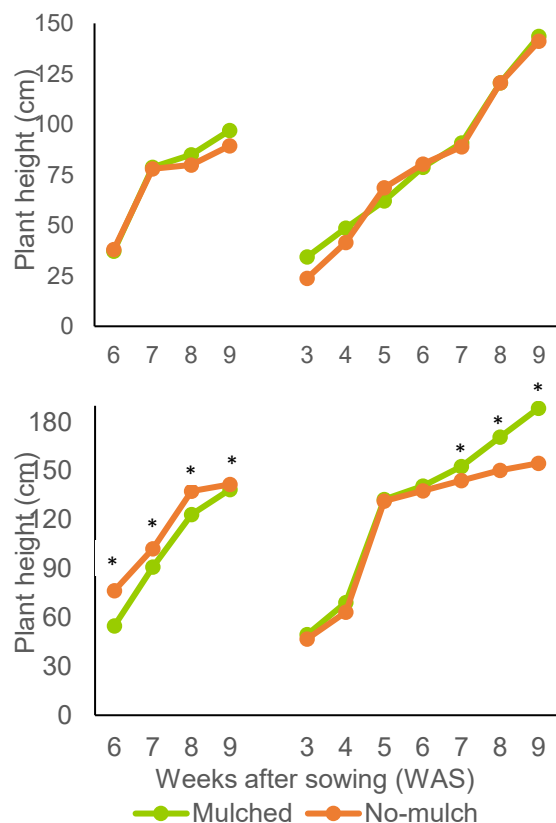 Plant height (cm)
150
125
100
75
50
25
0
6 7 8 9 3 4 5 6 7 8 9
Plant height (cm)
180
150
120
90
60
30
0
* * * * * * *
6 7 8 9 3 4 5 6 7 8 9
Weeks after sowing (WAS)
Mulched No-mulch